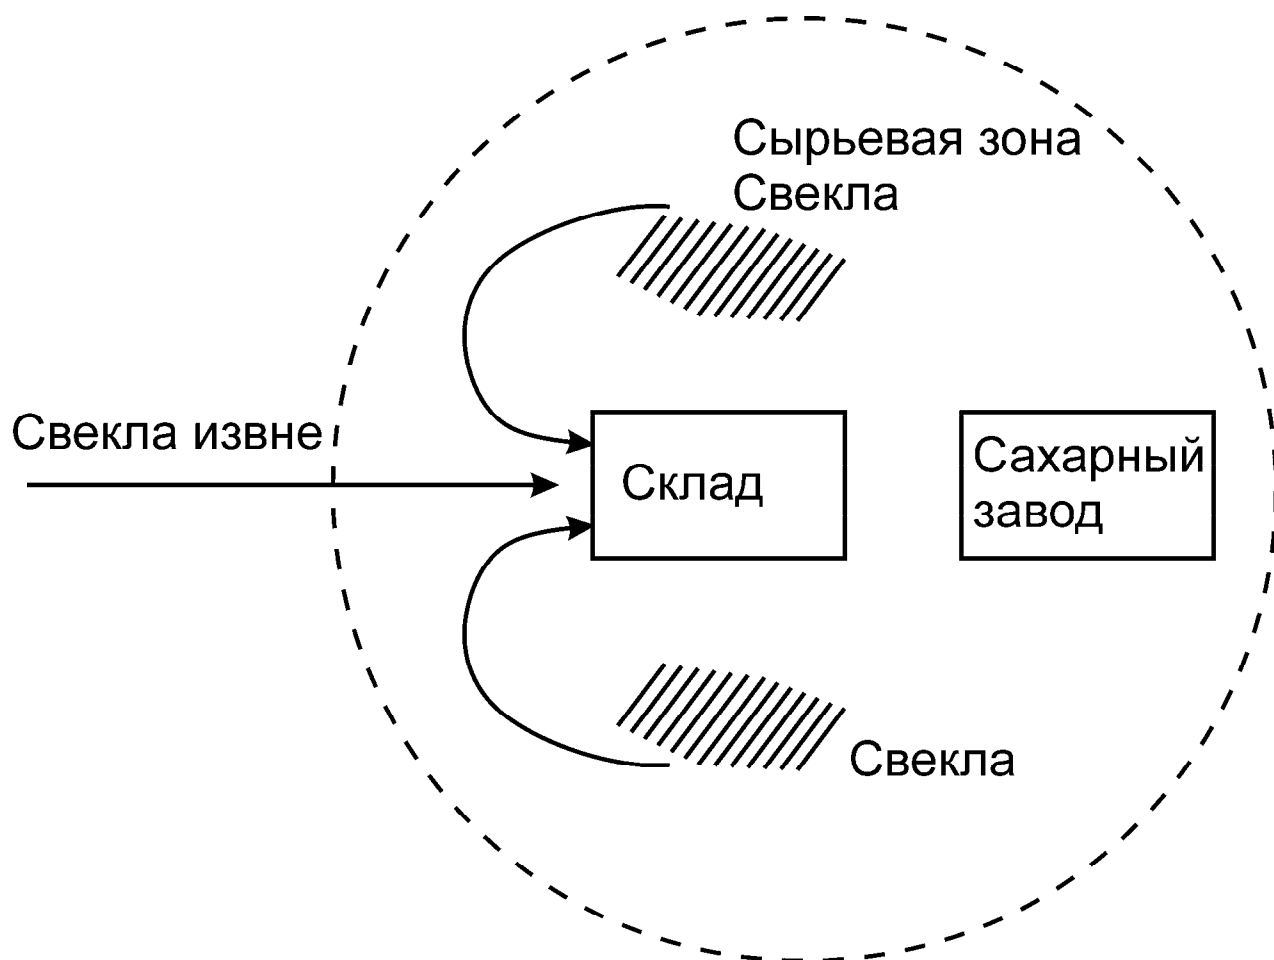 Сырьевая зона
Свекла
Свекла извне
Склад
Сахарный
завод
Свекла